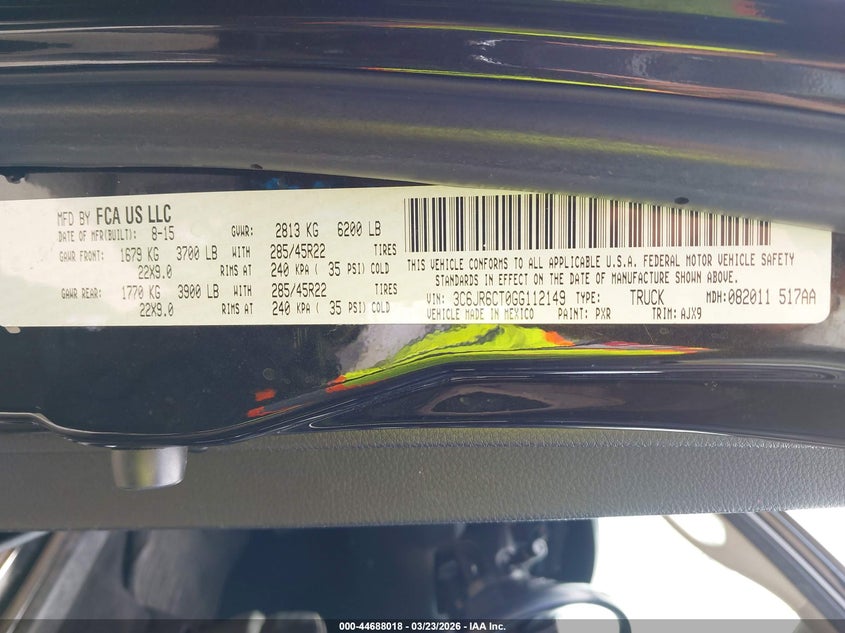 MFD BY FCA US LLC
DATE OF MFR(BUILT): 8-15 GVWR: 2813 KG 6200 LB
GAWR FRONT: 1679 KG 3700 LB WITH 285/45R22 TIRES
22X9.0 RIMS AT 240 KPA ( 35 PSI) COLD
GAWR REAR: 1770 KG 3900 LB WITH 285/45R22 TIRES
22X9.0 RIMS AT 240 KPA ( 35 PSI) COLD
THIS VEHICLE CONFORMS TO ALL APPLICABLE U.S.A. FEDERAL MOTOR VEHICLE SAFETY
STANDARDS IN EFFECT ON THE DATE OF MANUFACTURE SHOWN ABOVE.
VIN: 3C6JR6CT0GG112149 TYPE: TRUCK MDH:082011 517AA
VEHICLE MADE IN MEXICO PAINT: PXR TRIM: AJX9
000-44688018 - 03/23/2026 - IAA Inc.